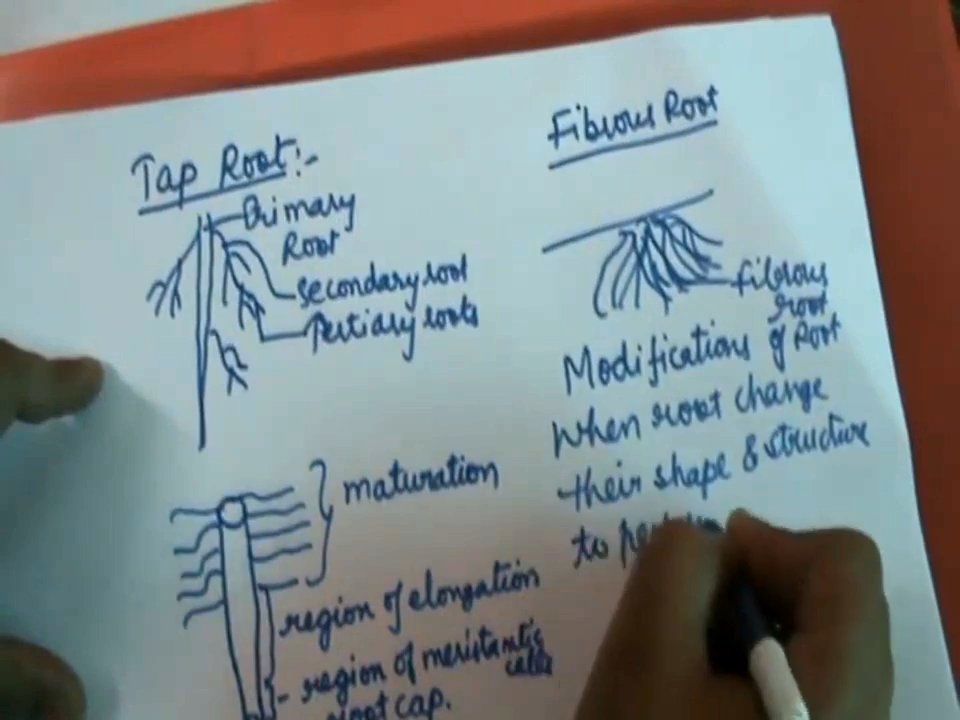 Tap Root:-
Primary
Root
secondary root
Tertiary roots
maturation
region of elongation
- region of meristamtic
cells
root cap.
Fibrous Root
fibrous
root
Modifications of Root
When root change
their shape & structure
to